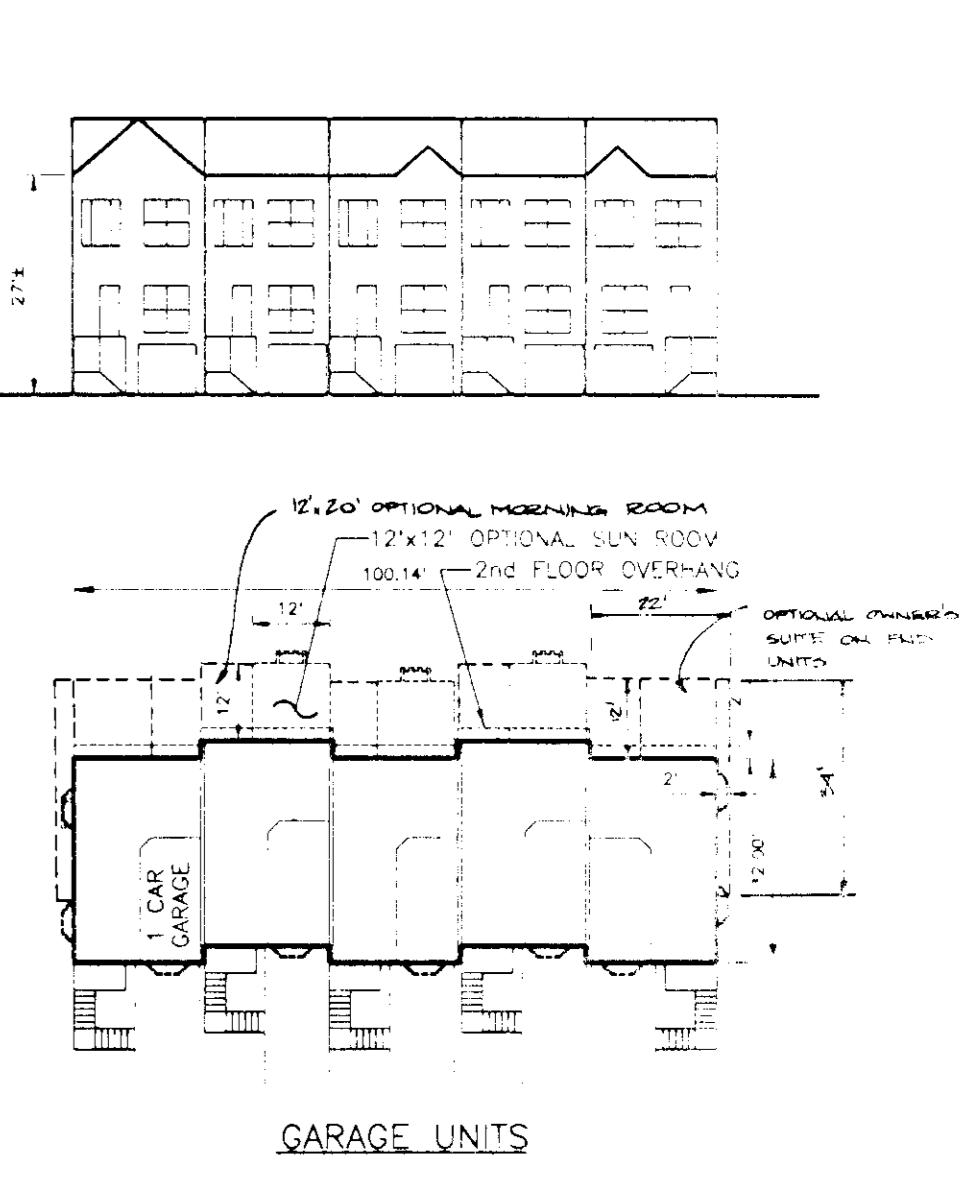 27'±
12'x20' OPTIONAL MORNING ROOM
12'x12' OPTIONAL SUN ROOM
100.14'
2nd FLOOR OVERHANG
12'
22'
OPTIONAL OWNER'S
SUITE ON END
UNITS
12'
12'
2'
2'
34'
1 CAR
GARAGE
GARAGE UNITS